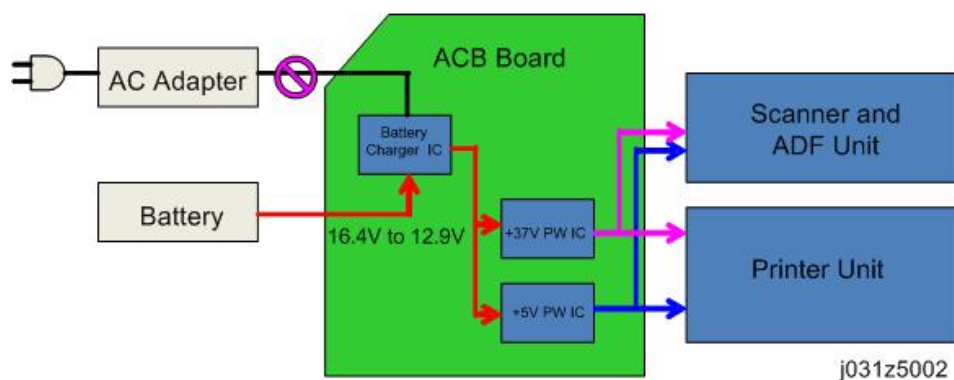 ACB Board
AC Adapter
Battery
Charger IC
Scanner and
ADF Unit
Battery
16.4V to 12.9V
+37V PW IC
Printer Unit
+5V PW IC
j031z5002